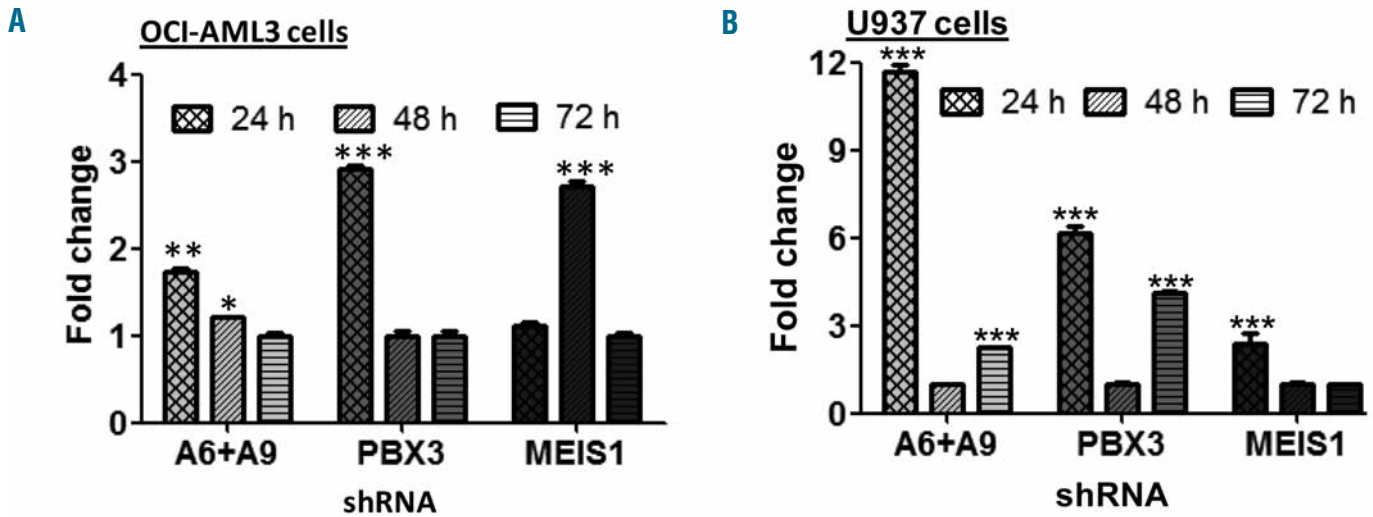 A
OCI-AML3 cells
4
3
2
1
0
Fold change
24 h 48 h 72 h
** * *** ***
A6+A9 PBX3 MEIS1
shRNA
B
U937 cells
12
9
6
3
0
Fold change
24 h 48 h 72 h
*** *** *** *** ***
A6+A9 PBX3 MEIS1
shRNA